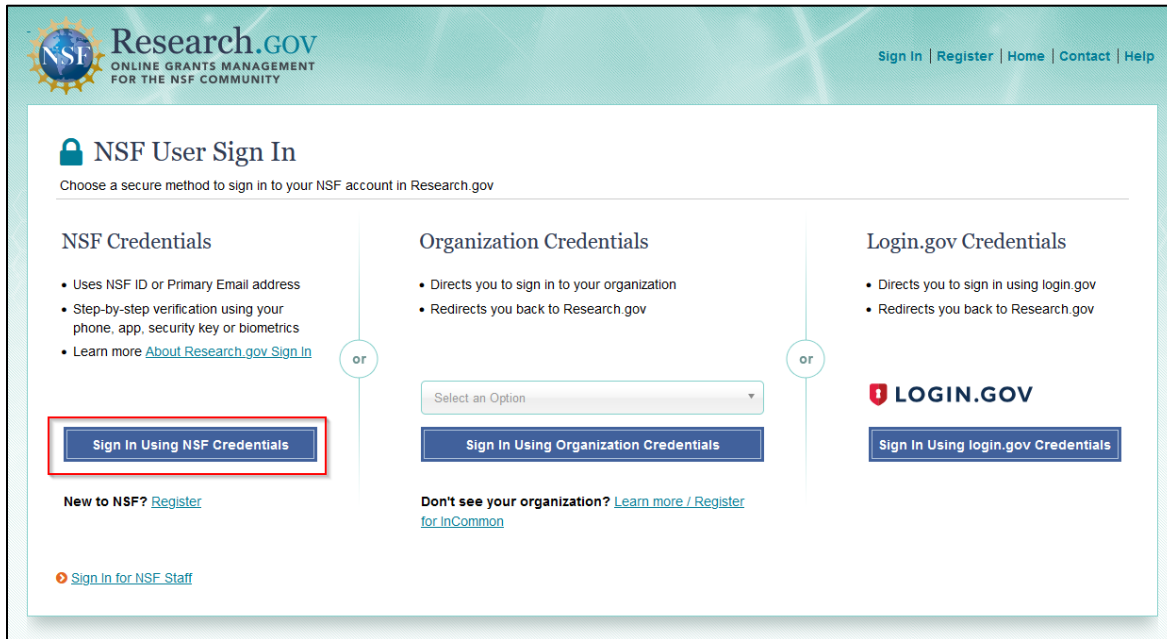 NSF
Research.GOV
ONLINE GRANTS MANAGEMENT
FOR THE NSF COMMUNITY
Sign In | Register | Home | Contact | Help
NSF User Sign In
Choose a secure method to sign in to your NSF account in Research.gov
NSF Credentials
• Uses NSF ID or Primary Email address
• Step-by-step verification using your
phone, app, security key or biometrics
• Learn more About Research.gov Sign In
Sign In Using NSF Credentials
New to NSF? Register
or
Organization Credentials
• Directs you to sign in to your organization
• Redirects you back to Research.gov
Select an Option
Sign In Using Organization Credentials
Don't see your organization? Learn more / Register
for InCommon
or
Login.gov Credentials
• Directs you to sign in using login.gov
• Redirects you back to Research.gov
LOGIN.GOV
Sign In Using login.gov Credentials
Sign In for NSF Staff